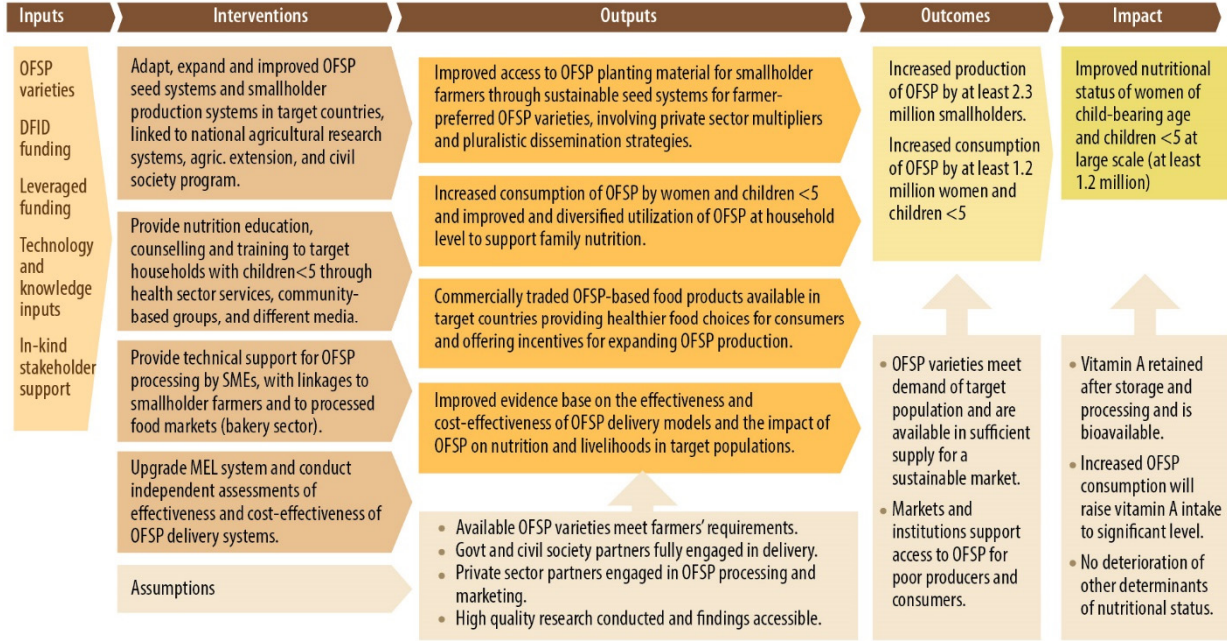 Inputs
Interventions
Outputs
Outcomes
Impact
OFSP
varieties
DFID
funding
Leveraged
funding
Technology
and
knowledge
inputs
In-kind
stakeholder
support
Adapt, expand and improved OFSP
seed systems and smallholder
production systems in target countries,
linked to national agricultural research
systems, agric. extension, and civil
society program.
Provide nutrition education,
counselling and training to target
households with children<5 through
health sector services, community-
based groups, and different media.
Provide technical support for OFSP
processing by SMEs, with linkages to
smallholder farmers and to processed
food markets (bakery sector).
Upgrade MEL system and conduct
independent assessments of
effectiveness and cost-effectiveness of
OFSP delivery systems.
Assumptions
Improved access to OFSP planting material for smallholder
farmers through sustainable seed systems for farmer-
preferred OFSP varieties, involving private sector multipliers
and pluralistic dissemination strategies.
Increased consumption of OFSP by women and children <5
and improved and diversified utilization of OFSP at household
level to support family nutrition.
Commercially traded OFSP-based food products available in
target countries providing healthier food choices for consumers
and offering incentives for expanding OFSP production.
Improved evidence base on the effectiveness and
cost-effectiveness of OFSP delivery models and the impact of
OFSP on nutrition and livelihoods in target populations.
• Available OFSP varieties meet farmers' requirements.
• Govt and civil society partners fully engaged in delivery.
• Private sector partners engaged in OFSP processing and
marketing.
• High quality research conducted and findings accessible.
Increased production
of OFSP by at least 2.3
million smallholders.
Increased consumption
of OFSP by at least 1.2
million women and
children <5
• OFSP varieties meet
demand of target
population and are
available in sufficient
supply for a
sustainable market.
• Markets and
institutions support
access to OFSP for
poor producers and
consumers.
Improved nutritional
status of women of
child-bearing age
and children <5 at
large scale (at least
1.2 million)
• Vitamin A retained
after storage and
processing and is
bioavailable.
• Increased OFSP
consumption will
raise vitamin A intake
to significant level.
• No deterioration of
other determinants
of nutritional status.